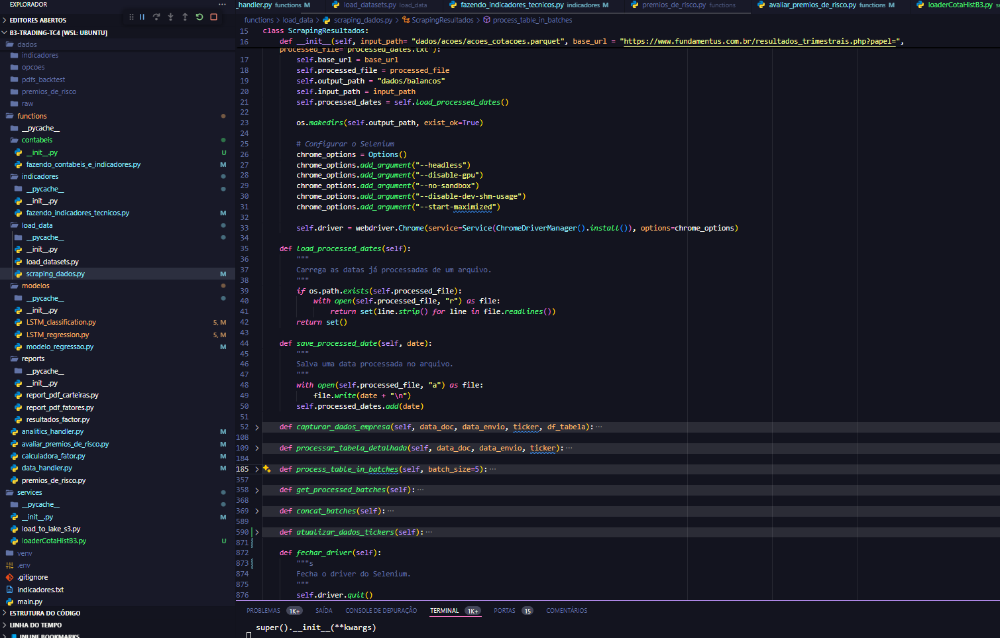 EXPLORADOR
EDITORES ABERTOS
B3-TRADING-TC4 [WSL: UBUNTU]
dados
indicadores
opcoes
pdfs_backtest
premios_de_risco
raw
functions
__pycache__
contabeis
__init__.py U
fazendo_contabeis_e_indicadores.py M
indicadores
__pycache__
__init__.py
fazendo_indicadores_tecnicos.py M
load_data
__pycache__
__init__.py
load_datasets.py
scraping_dados.py M
modelos
__pycache__
__init__.py
LSTM_classification.py 5, M
LSTM_regression.py 5, M
modelo_regressao.py M
reports
__pycache__
__init__.py
report_pdf_carteiras.py
report_pdf_fatores.py
resultados_factor.py
analitics_handler.py M
avaliar_premios_de_risco.py M
calculadora_fator.py M
data_handler.py M
premios_de_risco.py
services
__pycache__
__init__.py M
load_to_lake_s3.py
loaderCotaHistB3.py U
venv
.env
.gitignore
indicadores.txt
main.py
ESTRUTURA DO CÓDIGO
LINHA DO TEMPO
INLINE BOOKMARKS
_handler.py functions M load_datasets.py load_data fazendo_indicadores_tecnicos.py indicadores M premios_de_risco.py functions avaliar_premios_de_risco.py functions M loaderCotaHistB3.py
functions > load_data > scraping_dados.py > ScrapingResultados > process_table_in_batches
15 class ScrapingResultados:
16 def __init__(self, input_path= "dados/acoes/acoes_cotacoes.parquet", base_url = "https://www.fundamentus.com.br/resultados_trimestrais.php?papel=",
processed_file="processed_dates.txt"):
17 self.base_url = base_url
18 self.processed_file = processed_file
19 self.output_path = "dados/balancos"
20 self.input_path = input_path
21 self.processed_dates = self.load_processed_dates()
22
23 os.makedirs(self.output_path, exist_ok=True)
24
25 # Configurar o Selenium
26 chrome_options = Options()
27 chrome_options.add_argument("--headless")
28 chrome_options.add_argument("--disable-gpu")
29 chrome_options.add_argument("--no-sandbox")
30 chrome_options.add_argument("--disable-dev-shm-usage")
31 chrome_options.add_argument("--start-maximized")
32
33 self.driver = webdriver.Chrome(service=Service(ChromeDriverManager().install()), options=chrome_options)
34
35 def load_processed_dates(self):
36 """
37 Carrega as datas já processadas de um arquivo.
38 """
39 if os.path.exists(self.processed_file):
40 with open(self.processed_file, "r") as file:
41 return set(line.strip() for line in file.readlines())
42 return set()
43
44 def save_processed_date(self, date):
45 """
46 Salva uma data processada no arquivo.
47 """
48 with open(self.processed_file, "a") as file:
49 file.write(date + "\n")
50 self.processed_dates.add(date)
51
52 def capturar_dados_empresa(self, data_doc, data_envio, ticker, df_tabela):···
108
109 def processar_tabela_detalhada(self, data_doc, data_envio, ticker):···
184
185 def process_table_in_batches(self, batch_size=5):···
357
358 def get_processed_batches(self):···
368
369 def concat_batches(self):···
589
590 def atualizar_dados_tickers(self):···
871
872 def fechar_driver(self):
873 """s
874 Fecha o driver do Selenium.
875 """
876 self.driver.quit()
PROBLEMAS 1K+ SAÍDA CONSOLE DE DEPURAÇÃO TERMINAL 1K+ PORTAS 15 COMENTÁRIOS
super().__init__(**kwargs)